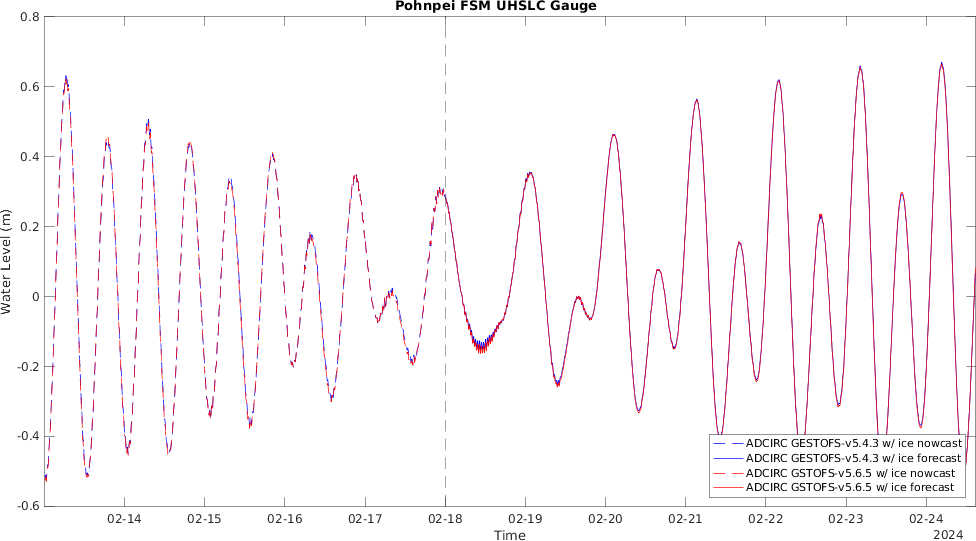 Pohnpei FSM UHSLC Gauge
0.8
0.6
0.4
0.2
0
-0.2
-0.4
-0.6
Water Level (m)
ADCIRC GESTOFS-v5.4.3 w/ ice nowcast
ADCIRC GESTOFS-v5.4.3 w/ ice forecast
ADCIRC GSTOFS-v5.6.5 w/ ice nowcast
ADCIRC GSTOFS-v5.6.5 w/ ice forecast
02-14 02-15 02-16 02-17 02-18 02-19 02-20 02-21 02-22 02-23 02-24
Time
2024